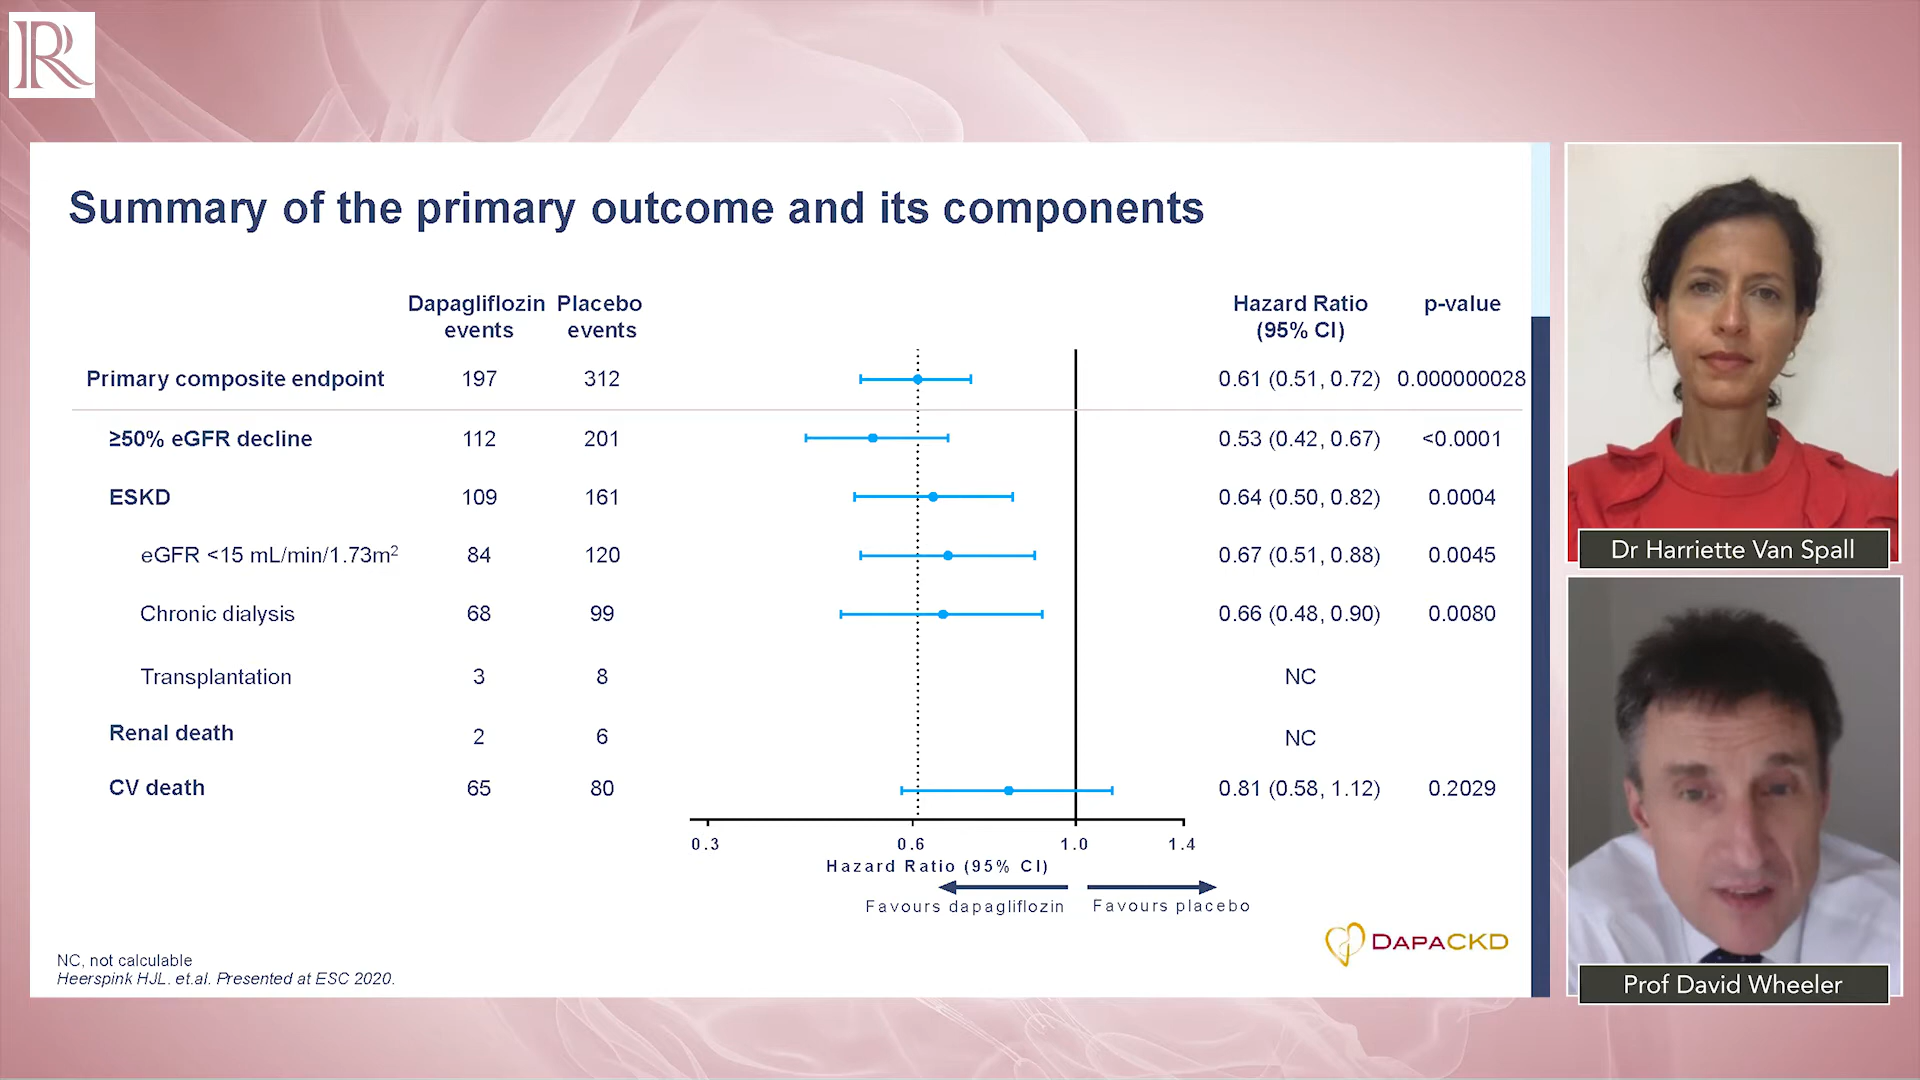 R
Summary of the primary outcome and its components
Dapagliflozin events Placebo events Hazard Ratio (95% CI) p-value
Primary composite endpoint 197 312 0.61 (0.51, 0.72) 0.000000028
≥50% eGFR decline 112 201 0.53 (0.42, 0.67) <0.0001
ESKD 109 161 0.64 (0.50, 0.82) 0.0004
eGFR <15 mL/min/1.73m² 84 120 0.67 (0.51, 0.88) 0.0045
Chronic dialysis 68 99 0.66 (0.48, 0.90) 0.0080
Transplantation 3 8 NC
Renal death 2 6 NC
CV death 65 80 0.81 (0.58, 1.12) 0.2029
0.3 0.6 1.0 1.4
Hazard Ratio (95% CI)
Favours dapagliflozin Favours placebo
DAPACKD
NC, not calculable
Heerspink HJL. et.al. Presented at ESC 2020.
Dr Harriette Van Spall
Prof David Wheeler